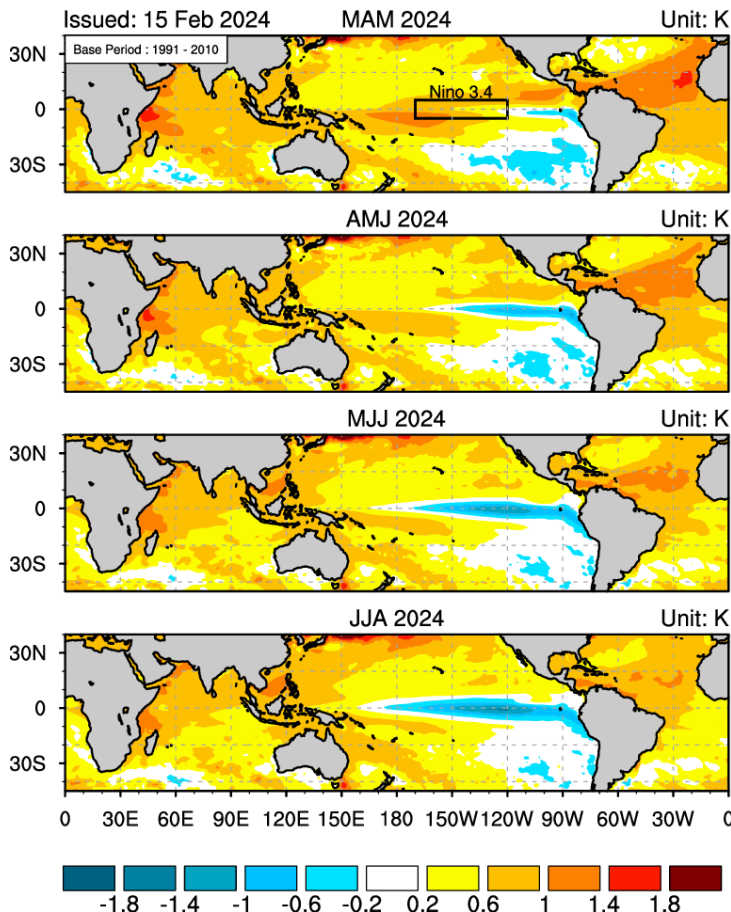 Issued: 15 Feb 2024 MAM 2024 Unit: K
Base Period : 1991 - 2010
30N
Nino 3.4
0
30S
AMJ 2024 Unit: K
30N
0
30S
MJJ 2024 Unit: K
30N
0
30S
JJA 2024 Unit: K
30N
0
30S
0 30E 60E 90E 120E 150E 180 150W 120W 90W 60W 30W 0
-1.8 -1.4 -1 -0.6 -0.2 0.2 0.6 1 1.4 1.8